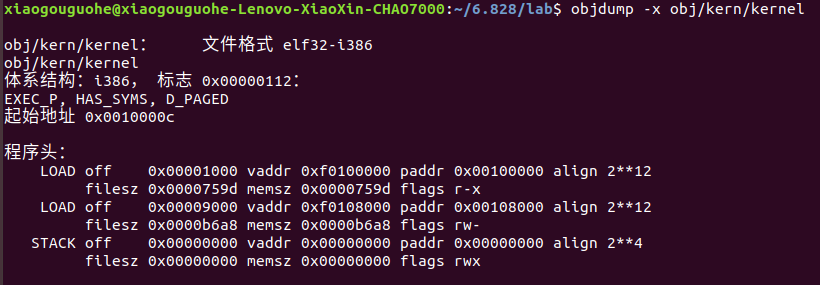 xiaogouguohe@xiaogouguohe-Lenovo-XiaoXin-CHAO7000:~/6.828/lab$ objdump -x obj/kern/kernel
obj/kern/kernel：     文件格式 elf32-i386
obj/kern/kernel
体系结构：i386， 标志 0x00000112：
EXEC_P, HAS_SYMS, D_PAGED
起始地址 0x0010000c
程序头：
    LOAD off    0x00001000 vaddr 0xf0100000 paddr 0x00100000 align 2**12
         filesz 0x0000759d memsz 0x0000759d flags r-x
    LOAD off    0x00009000 vaddr 0xf0108000 paddr 0x00108000 align 2**12
         filesz 0x0000b6a8 memsz 0x0000b6a8 flags rw-
   STACK off    0x00000000 vaddr 0x00000000 paddr 0x00000000 align 2**4
         filesz 0x00000000 memsz 0x00000000 flags rwx